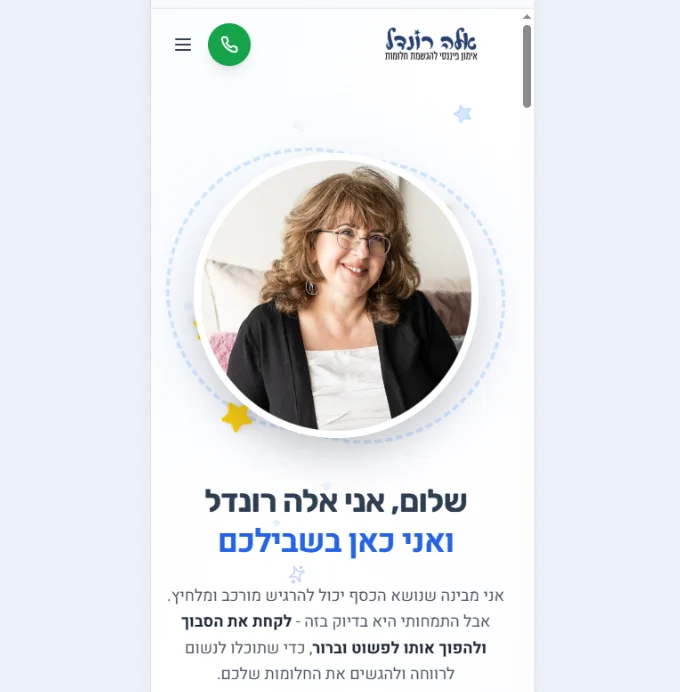 אלה רונדל
אימון פיננסי להגשמת חלומות
שלום, אני אלה רונדל
ואני כאן בשבילכם
אני מבינה שנושא הכסף יכול להרגיש מורכב ומלחיץ.
אבל התמחותי היא בדיוק בזה - לקחת את הסבוך
ולהפוך אותו לפשוט וברור, כדי שתוכלו לנשום
לרווחה ולהגשים את החלומות שלכם.